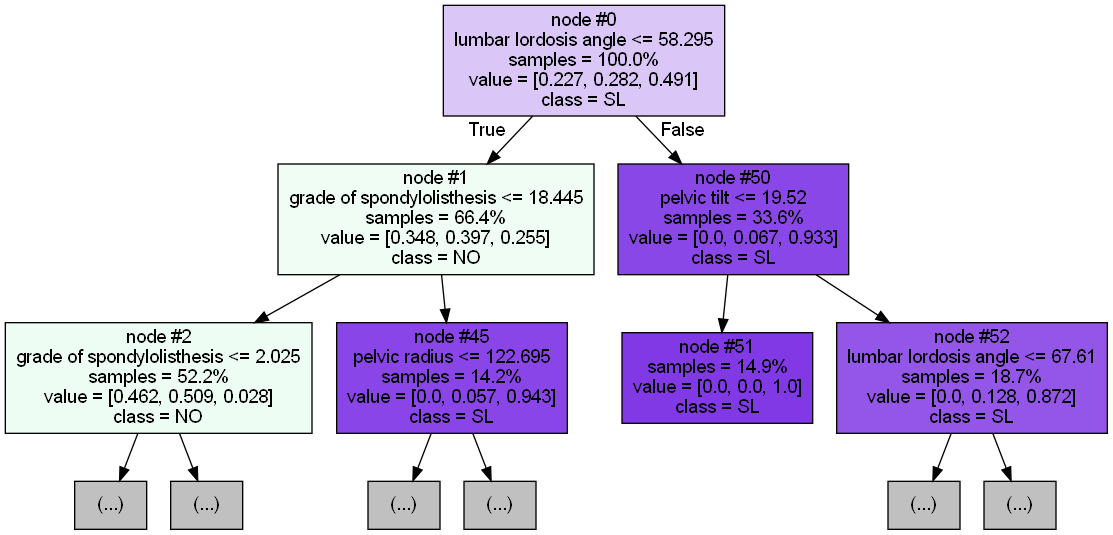 node #0
lumbar lordosis angle <= 58.295
samples = 100.0%
value = [0.227, 0.282, 0.491]
class = SL
True
False
node #1
grade of spondylolisthesis <= 18.445
samples = 66.4%
value = [0.348, 0.397, 0.255]
class = NO
node #50
pelvic tilt <= 19.52
samples = 33.6%
value = [0.0, 0.067, 0.933]
class = SL
node #2
grade of spondylolisthesis <= 2.025
samples = 52.2%
value = [0.462, 0.509, 0.028]
class = NO
node #45
pelvic radius <= 122.695
samples = 14.2%
value = [0.0, 0.057, 0.943]
class = SL
node #51
samples = 14.9%
value = [0.0, 0.0, 1.0]
class = SL
node #52
lumbar lordosis angle <= 67.61
samples = 18.7%
value = [0.0, 0.128, 0.872]
class = SL
(...)
(...)
(...)
(...)
(...)
(...)